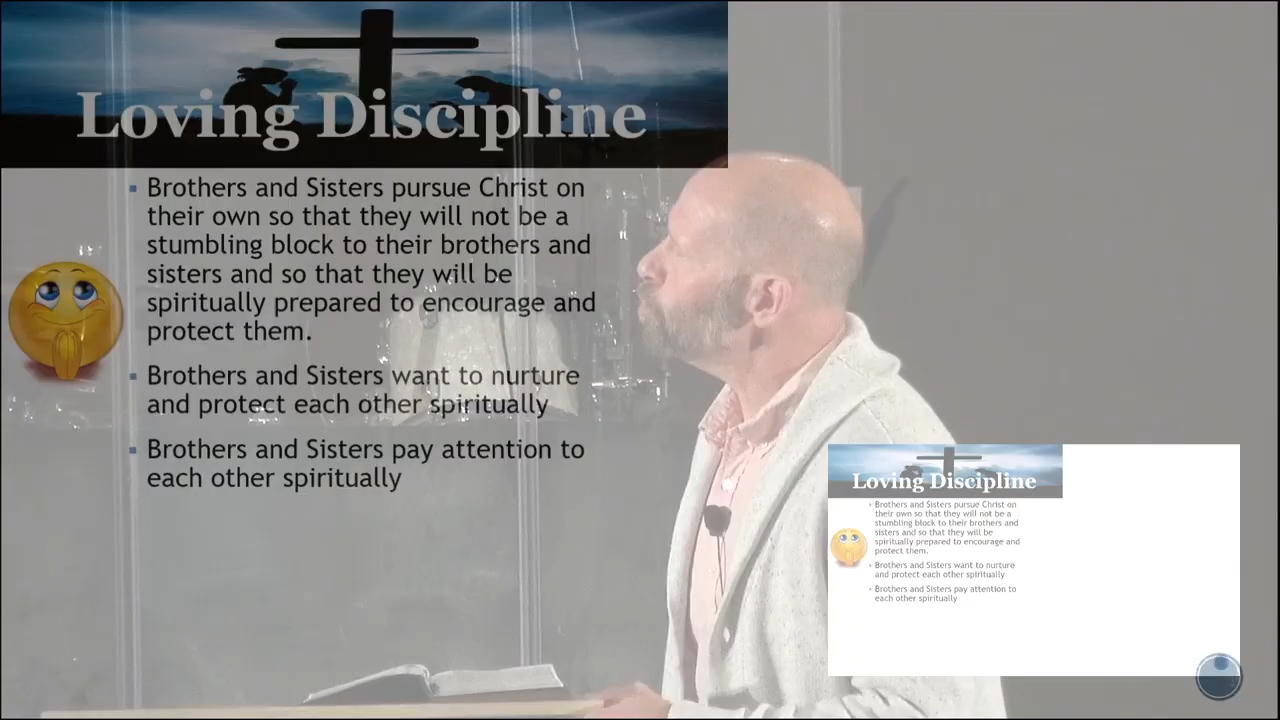 Loving Discipline
Brothers and Sisters pursue Christ on
their own so that they will not be a
stumbling block to their brothers and
sisters and so that they will be
spiritually prepared to encourage and
protect them.
Brothers and Sisters want to nurture
and protect each other spiritually
Brothers and Sisters pay attention to
each other spiritually
Loving Discipline
Brothers and Sisters pursue Christ on
their own so that they will not be a
stumbling block to their brothers and
sisters and so that they will be
spiritually prepared to encourage and
protect them.
Brothers and Sisters want to nurture
and protect each other spiritually
Brothers and Sisters pay attention to
each other spiritually